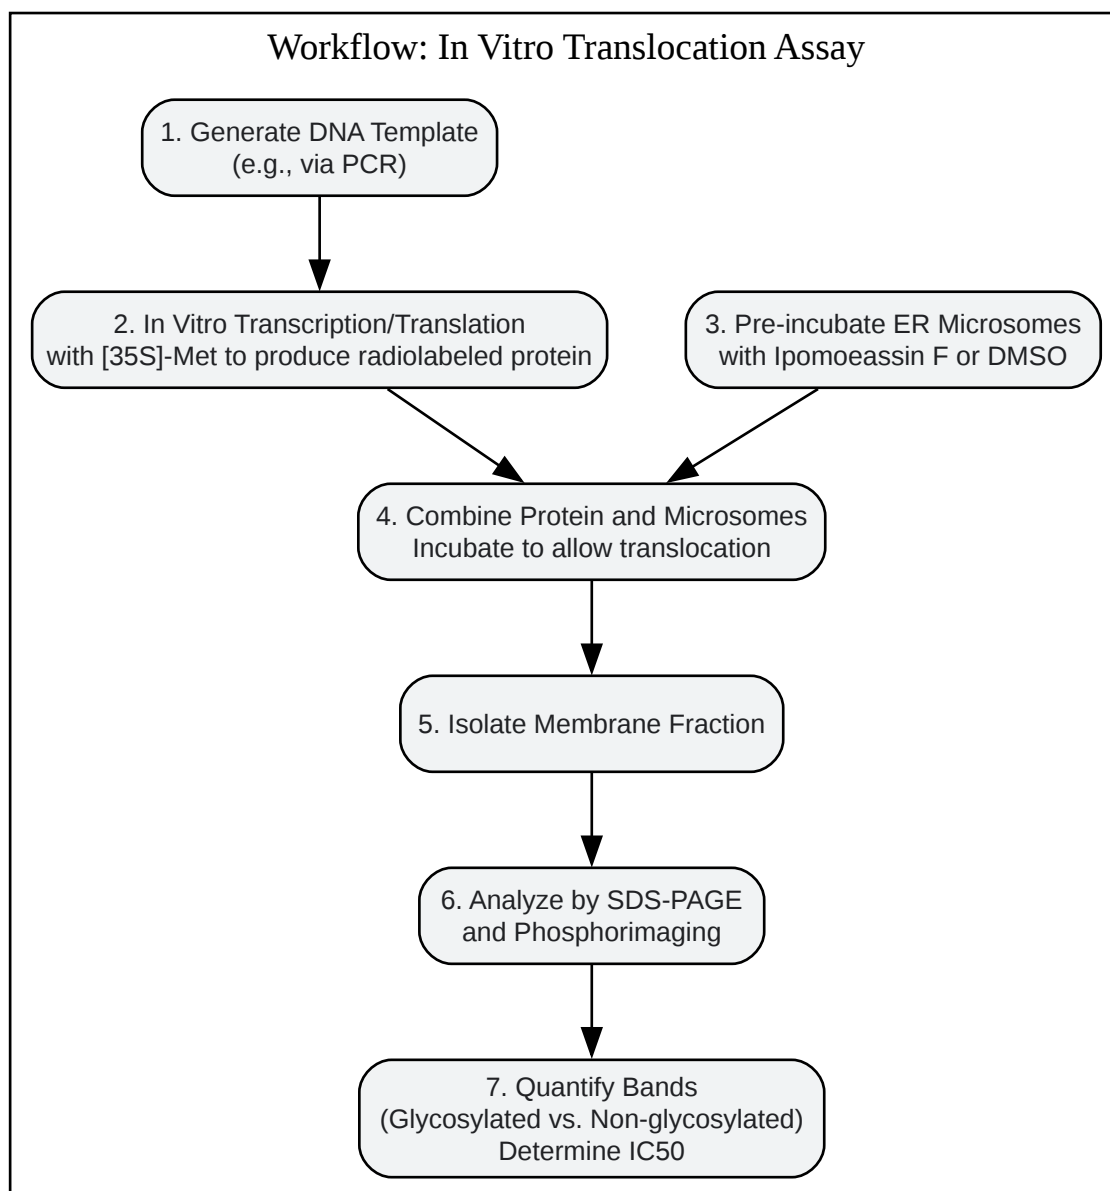 Workflow: In Vitro Translocation Assay
1. Generate DNA Template
(e.g., via PCR)
2. In Vitro Transcription/Translation
with [35S]-Met to produce radiolabeled protein
3. Pre-incubate ER Microsomes
with Ipomoeassin F or DMSO
4. Combine Protein and Microsomes
Incubate to allow translocation
5. Isolate Membrane Fraction
6. Analyze by SDS-PAGE
and Phosphorimaging
7. Quantify Bands
(Glycosylated vs. Non-glycosylated)
Determine IC50